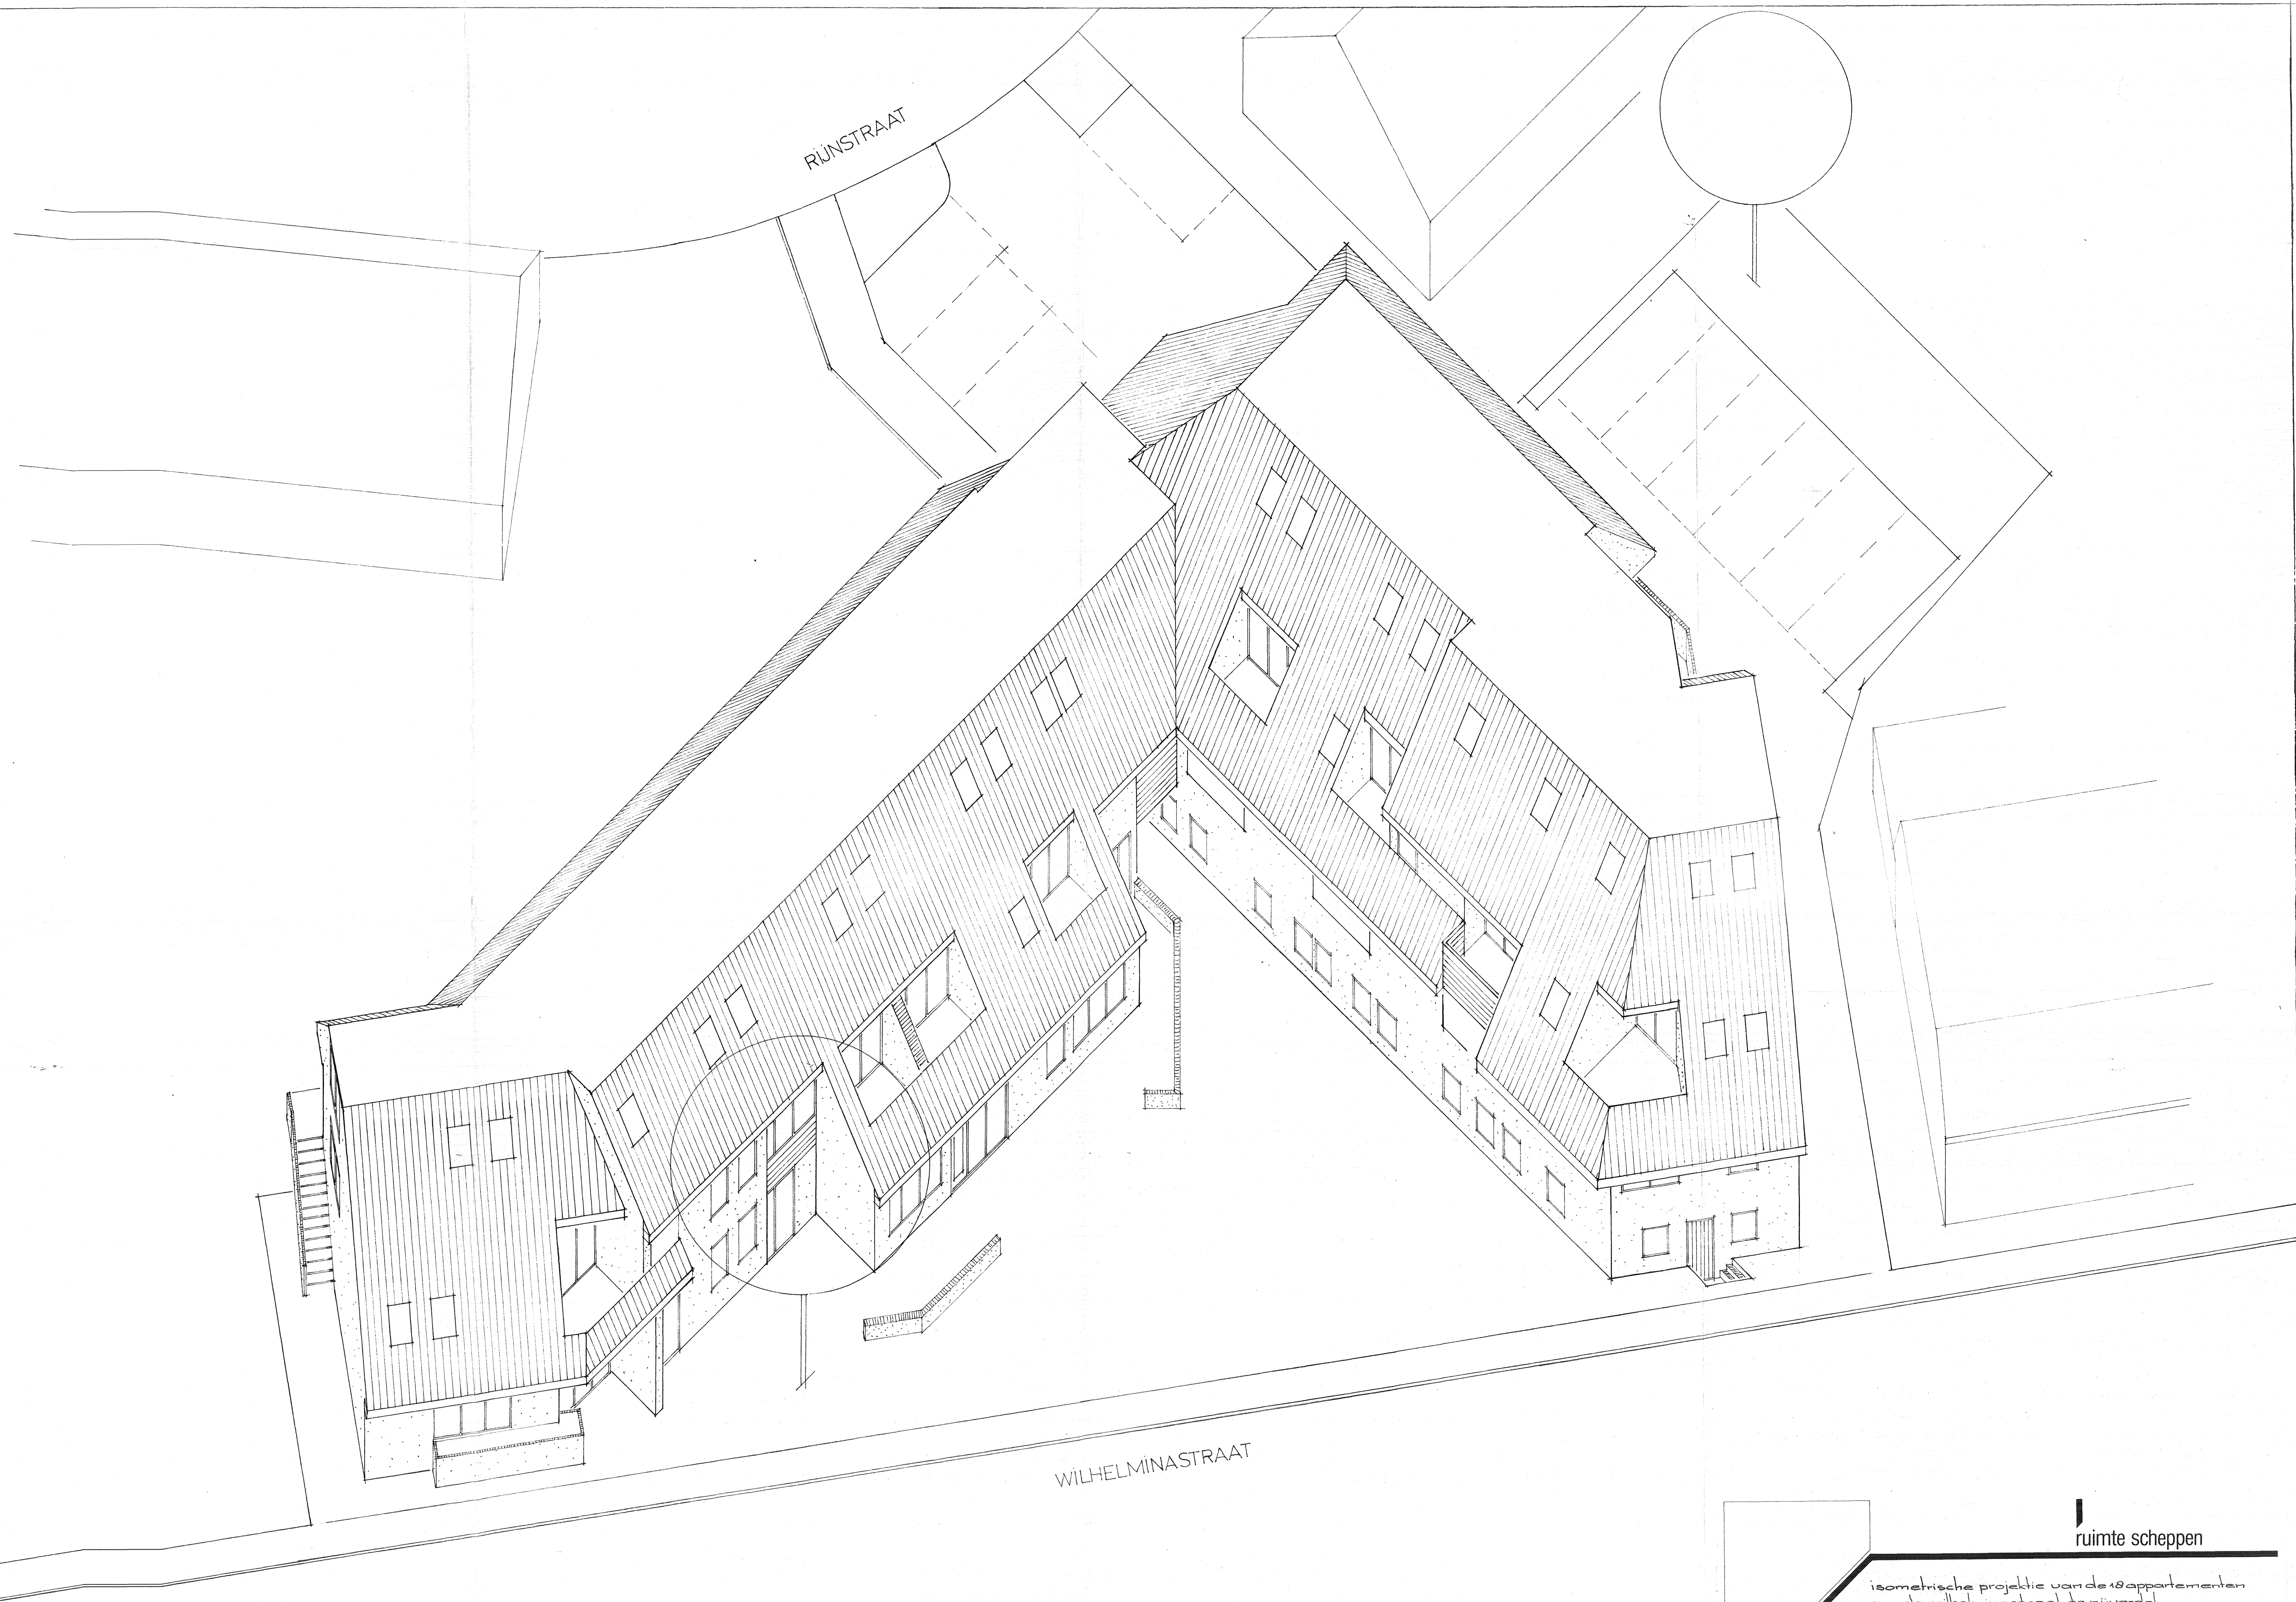 RIJNSTRAAT
WILHELMINASTRAAT
ruimte scheppen
isometrische projektie van de 18 appartementen